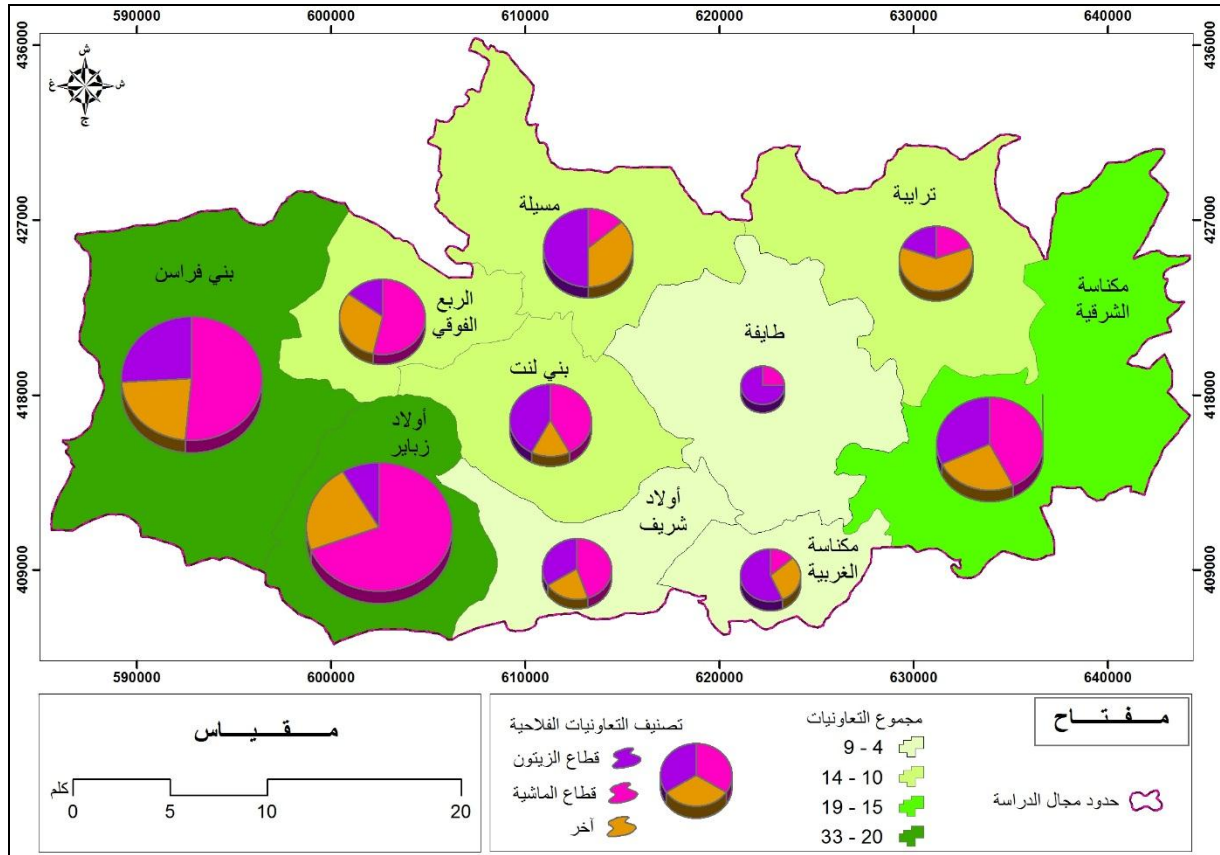 590000 600000 610000 620000 630000 640000
436000 436000
ش
غ ش
ج
427000 427000
مسيلة
ترايبة
بني فراسن
مكناسة
الشرقية
الربع
الفوقي
طايفة
بني لنت
418000 418000
أولاد
زباير
أولاد
شريف
مكناسة
الغربية
409000 409000
590000 600000 610000 620000 630000 640000
مـفـتـاح
حدود مجال الدراسة
مجموع التعاونيات
4 - 9
10 - 14
15 - 19
20 - 33
تصنيف التعاونيات الفلاحية
قطاع الزيتون
قطاع الماشية
آخر
مـقـيـاس
كلم
0 5 10 20